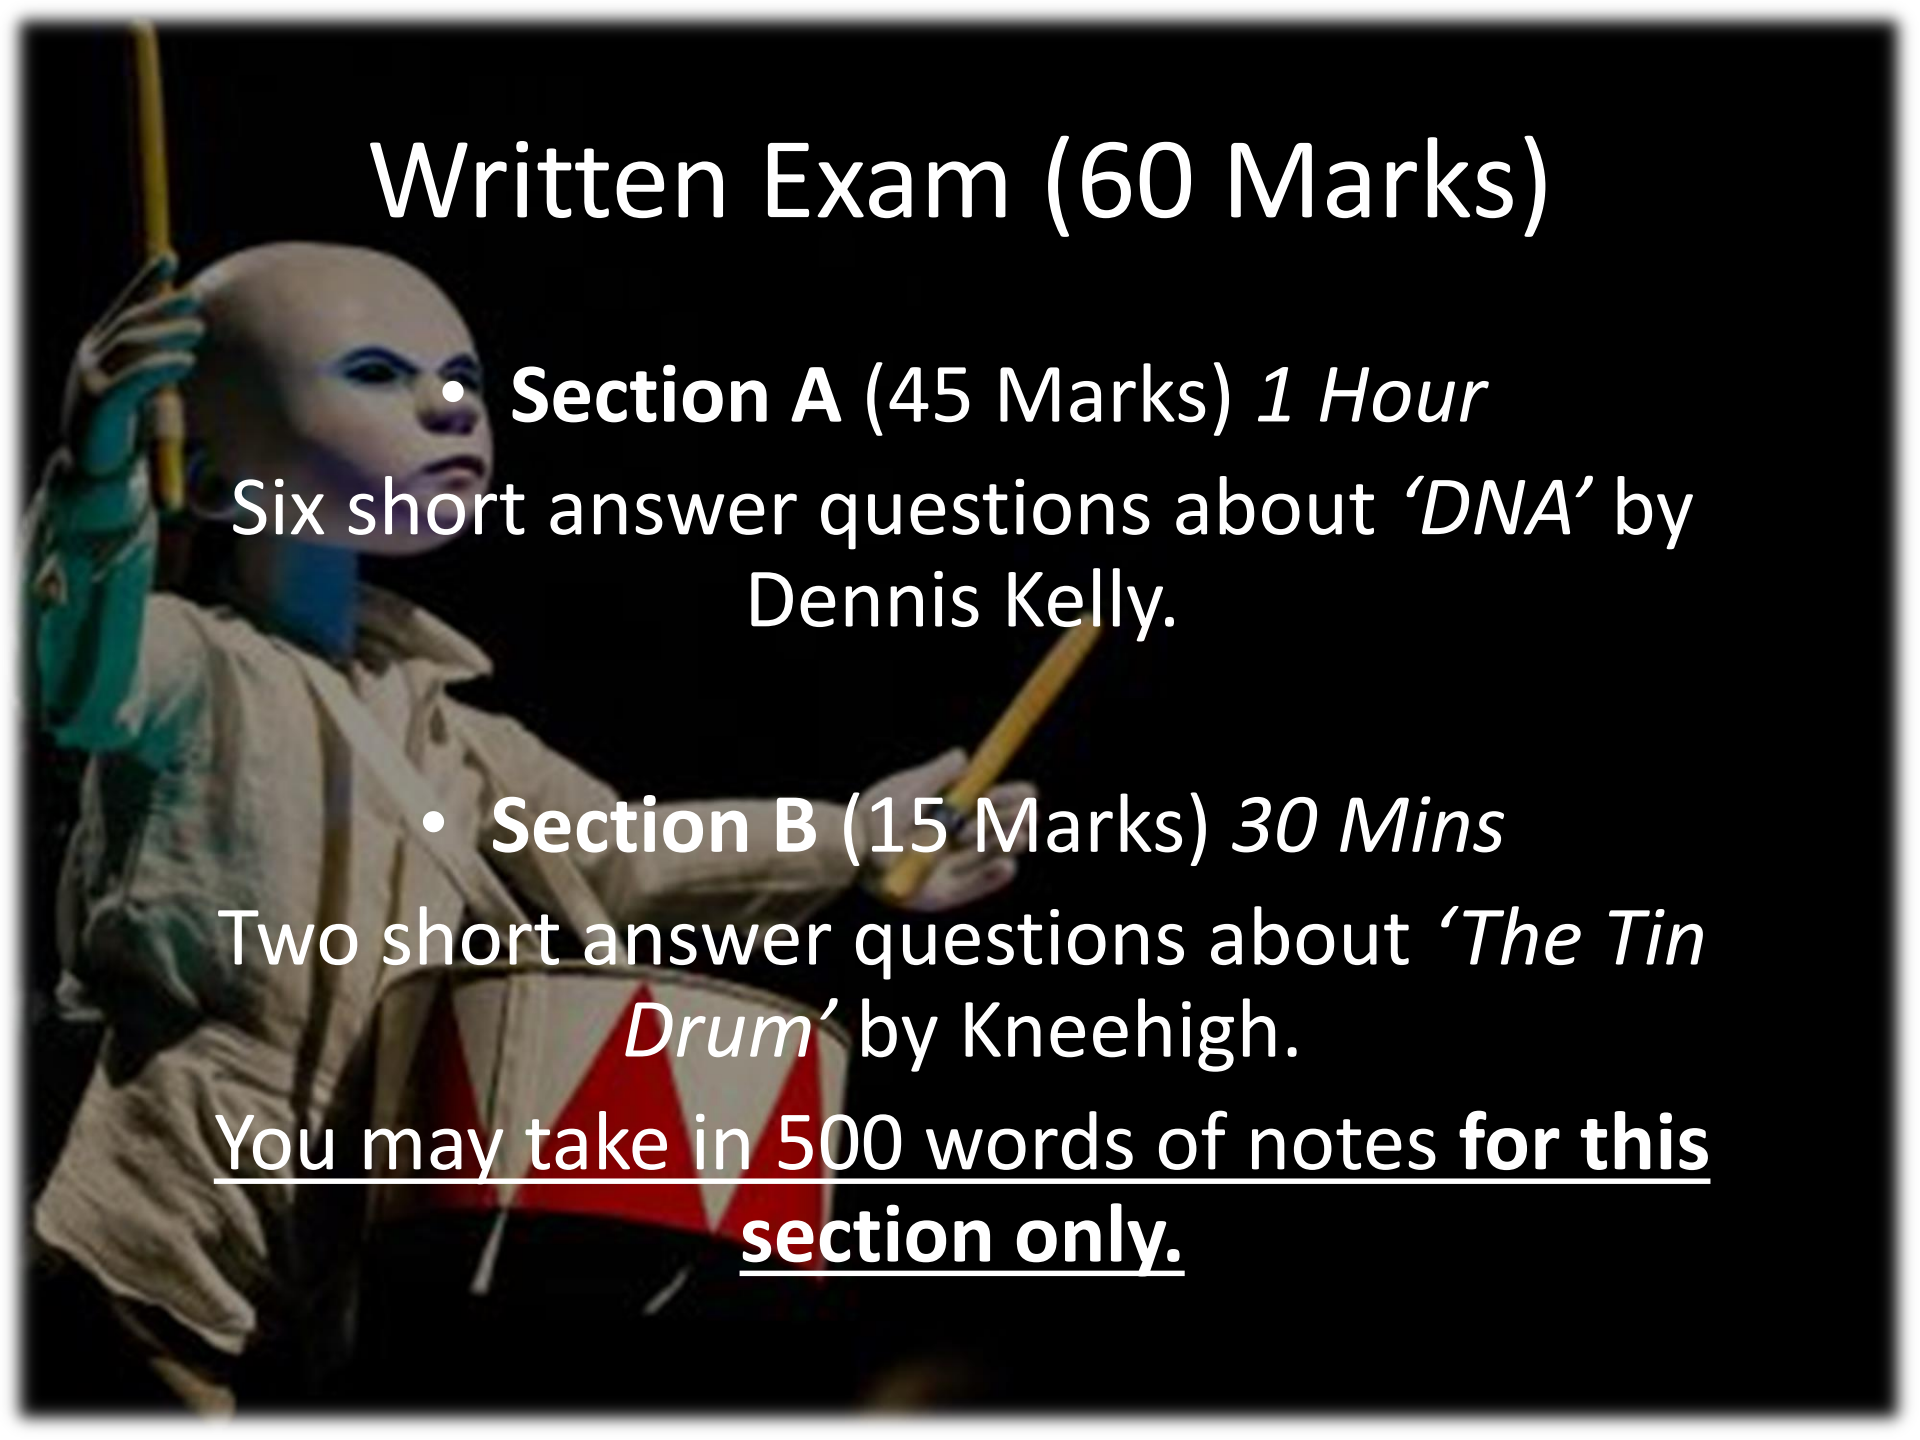 Written Exam (60 Marks)
• Section A (45 Marks) 1 Hour
Six short answer questions about ‘DNA’ by
Dennis Kelly.
• Section B (15 Marks) 30 Mins
Two short answer questions about ‘The Tin
Drum’ by Kneehigh.
You may take in 500 words of notes for this
section only.